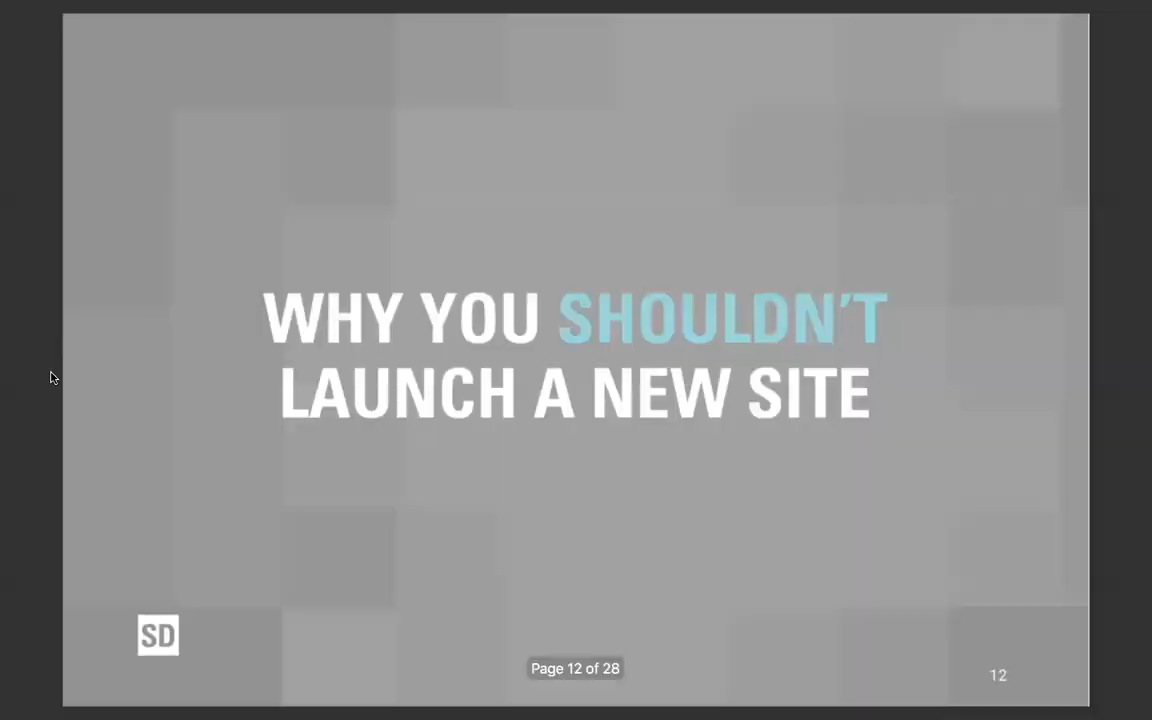 WHY YOU SHOULDN'T
LAUNCH A NEW SITE
SD
Page 12 of 28
12